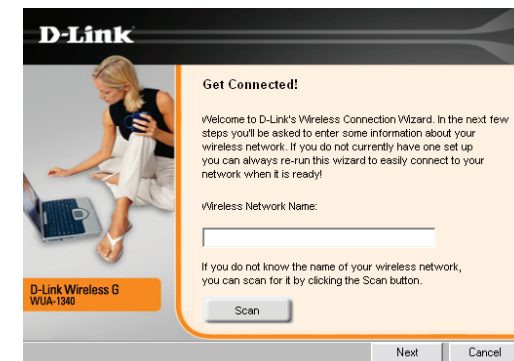 D-Link
Get Connected!
Welcome to D-Link's Wireless Connection Wizard. In the next few
steps you'll be asked to enter some information about your
wireless network. If you do not currently have one set up
you can always re-run this wizard to easily connect to your
network when it is ready!
Wireless Network Name:
If you do not know the name of your wireless network,
you can scan for it by clicking the Scan button.
D-Link Wireless G
WUA-1340
Scan
Next
Cancel